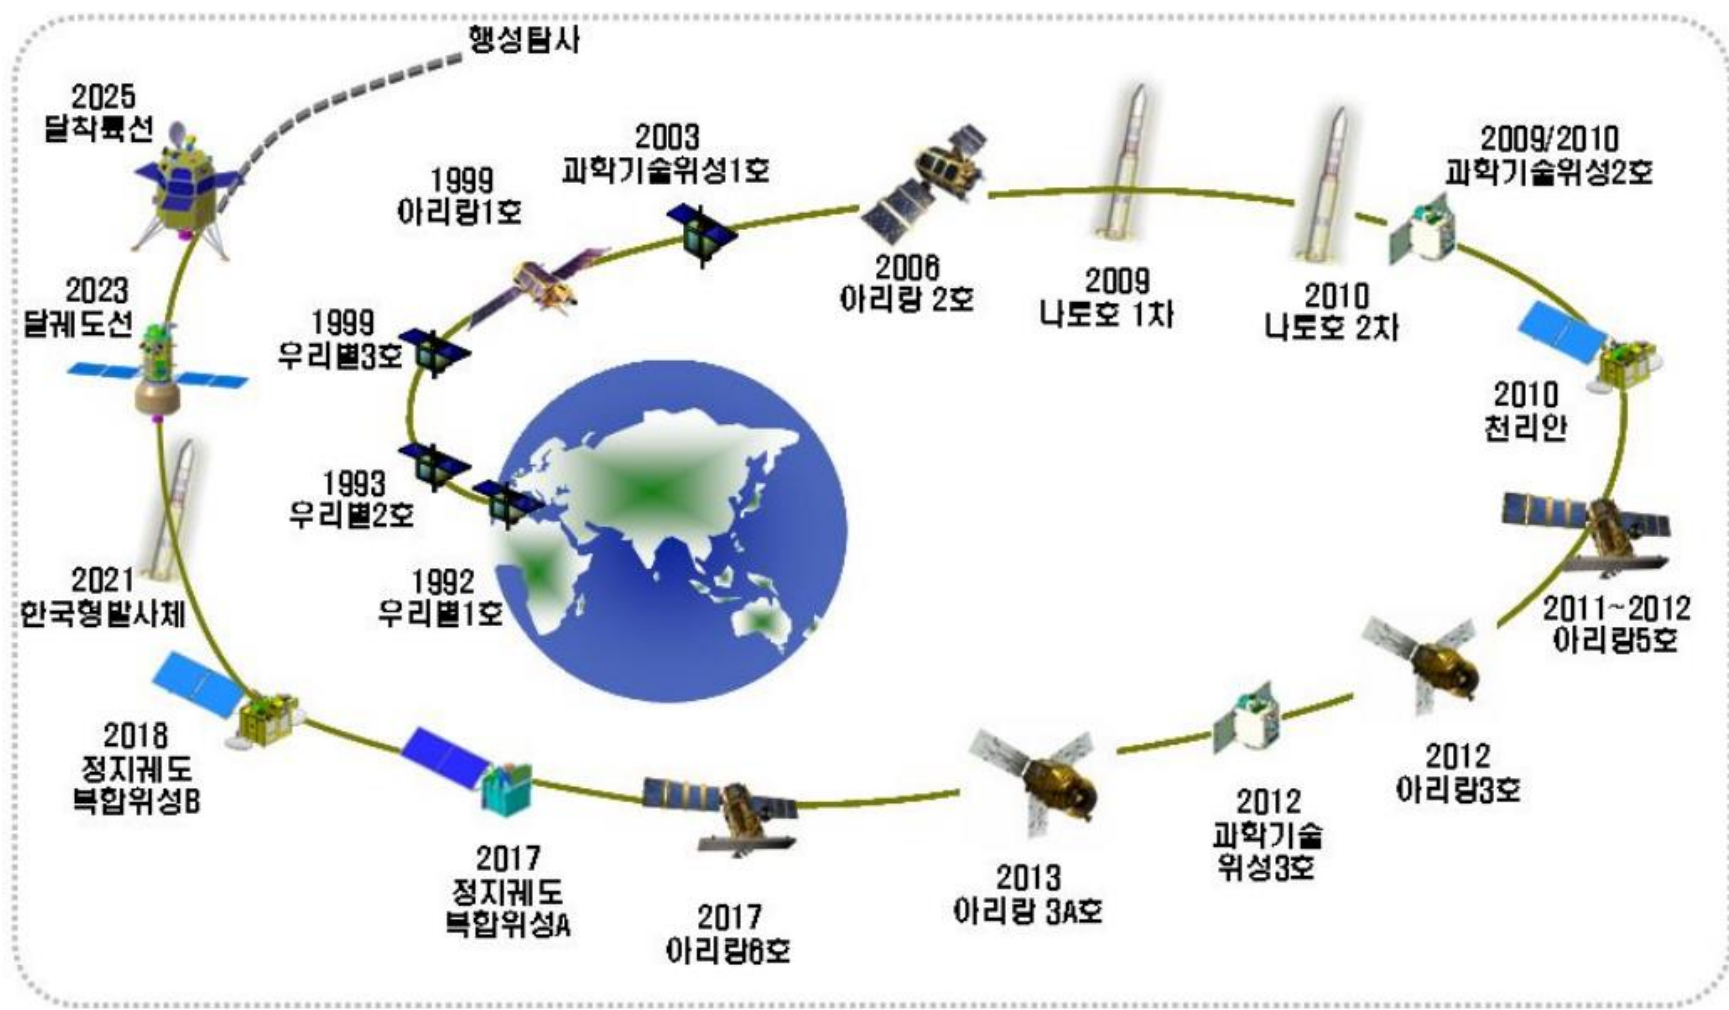 행성탐사
2025
달착륙선
2023
달궤도선
2021
한국형발사체
2018
정지궤도
복합위성B
2017
정지궤도
복합위성A
2017
아리랑6호
2013
아리랑 3A호
2012
과학기술
위성3호
2012
아리랑3호
2011~2012
아리랑5호
2010
천리안
2009/2010
과학기술위성2호
2010
나로호 2차
2009
나로호 1차
2006
아리랑 2호
2003
과학기술위성1호
1999
아리랑1호
1999
우리별3호
1993
우리별2호
1992
우리별1호